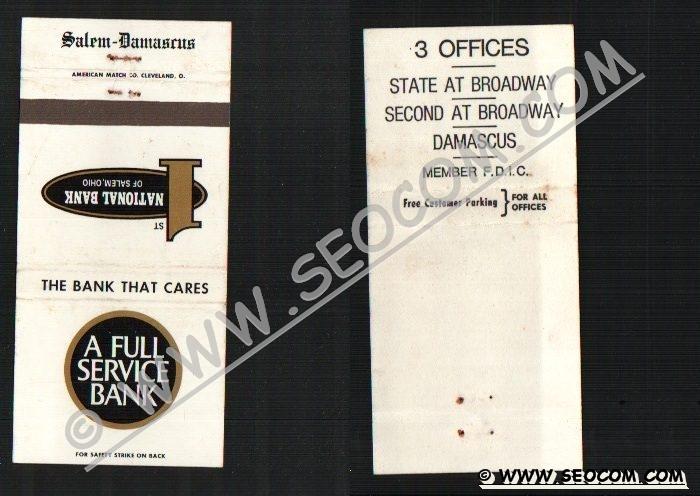 Salem-Damascus
AMERICAN MATCH CO. CLEVELAND, O.
1ST
NATIONAL BANK
OF SALEM, OHIO
THE BANK THAT CARES
A FULL
SERVICE
BANK
FOR SAFETY STRIKE ON BACK
3 OFFICES
STATE AT BROADWAY
SECOND AT BROADWAY
DAMASCUS
MEMBER F.D.I.C.
Free Customer Parking } FOR ALL
OFFICES
© WWW.SEOCOM.COM
© WWW.SEOCOM.COM